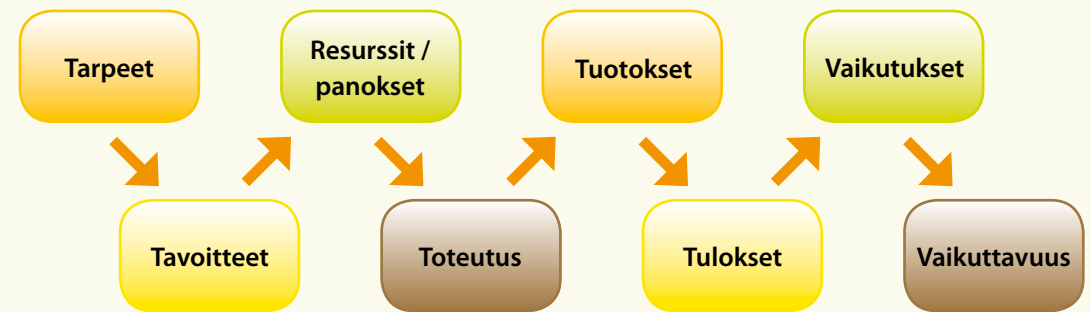 Tarpeet
Resurssit /
panokset
Tuotokset
Vaikutukset
Tavoitteet
Toteutus
Tulokset
Vaikuttavuus